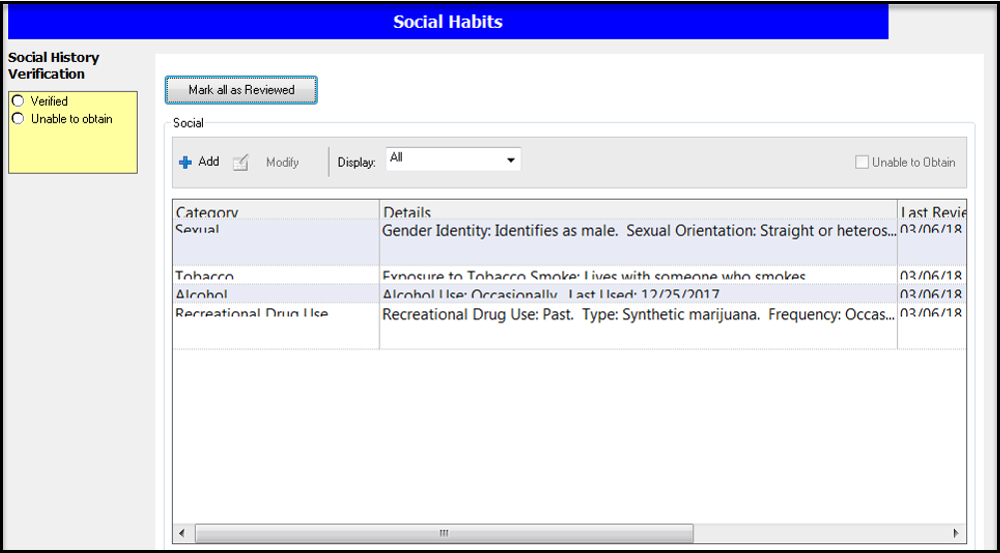 Social Habits
Social History
Verification
Verified
Unable to obtain
Mark all as Reviewed
Social
Add Modify Display: All Unable to Obtain
Category Details Last Revie
Sexual Gender Identity: Identifies as male. Sexual Orientation: Straight or heteros...03/06/18
Tobacco Exposure to Tobacco Smoke: Lives with someone who smokes 03/06/18
Alcohol Alcohol Use: Occasionally. Last Used: 12/25/2017 03/06/18
Recreational Drug Use Recreational Drug Use: Past. Type: Synthetic marijuana. Frequency: Occas... 03/06/18